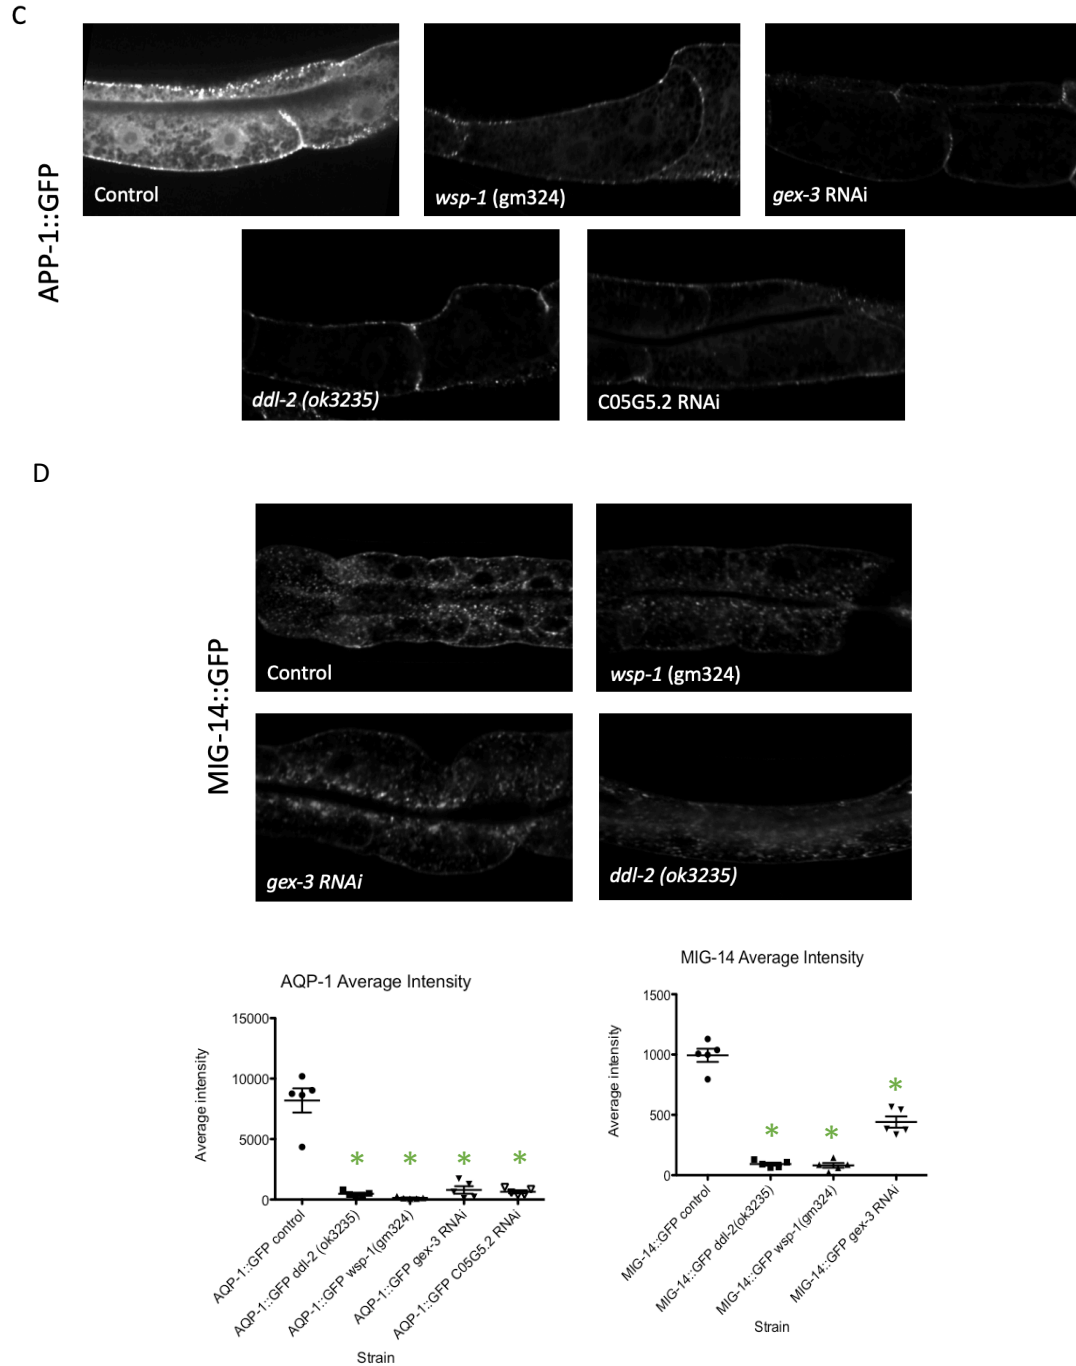 C
APP-1::GFP
Control
wsp-1 (gm324)
gex-3 RNAi
ddl-2 (ok3235)
C05G5.2 RNAi
D
MIG-14::GFP
Control
wsp-1 (gm324)
gex-3 RNAi
ddl-2 (ok3235)
AQP-1 Average Intensity
Average intensity
15000
10000
5000
0
* * * *
AQP-1::GFP control
AQP-1::GFP ddl-2 (ok3235)
AQP-1::GFP wsp-1(gm324)
AQP-1::GFP gex-3 RNAi
AQP-1::GFP C05G5.2 RNAi
Strain
MIG-14 Average Intensity
Average intensity
1500
1000
500
0
* * *
MIG-14::GFP control
MIG-14::GFP ddl-2(ok3235)
MIG-14::GFP wsp-1(gm324)
MIG-14::GFP gex-3 RNAi
Strain